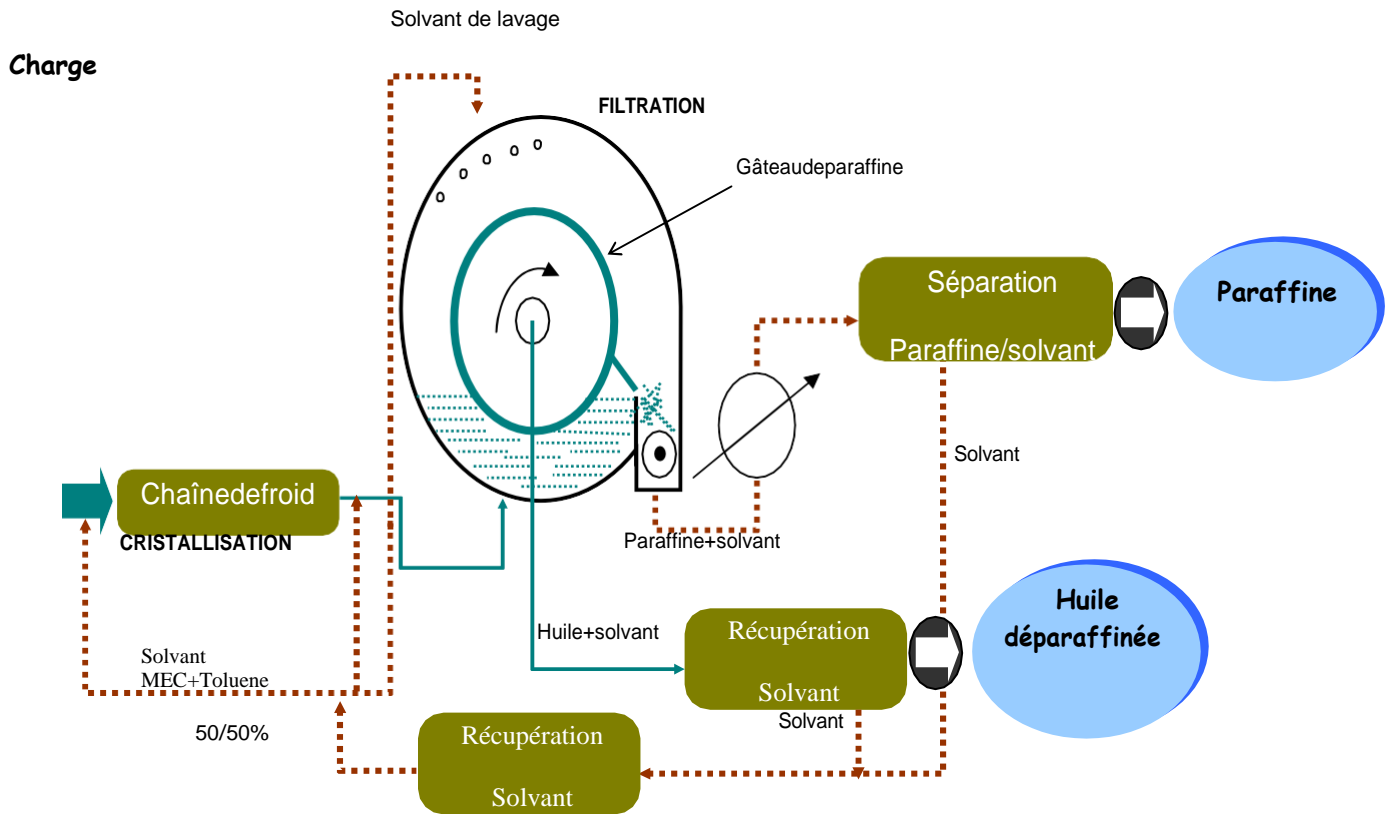 Solvant de lavage
Charge
FILTRATION
Gâteaudeparaffine
Séparation
Paraffine/solvant
Paraffine
Solvant
Chaînedefroid
CRISTALLISATION
Paraffine+solvant
Huile+solvant
Récupération
Solvant
Huile
déparaffinée
Solvant
MEC+Toluene
50/50%
Solvant
Récupération
Solvant